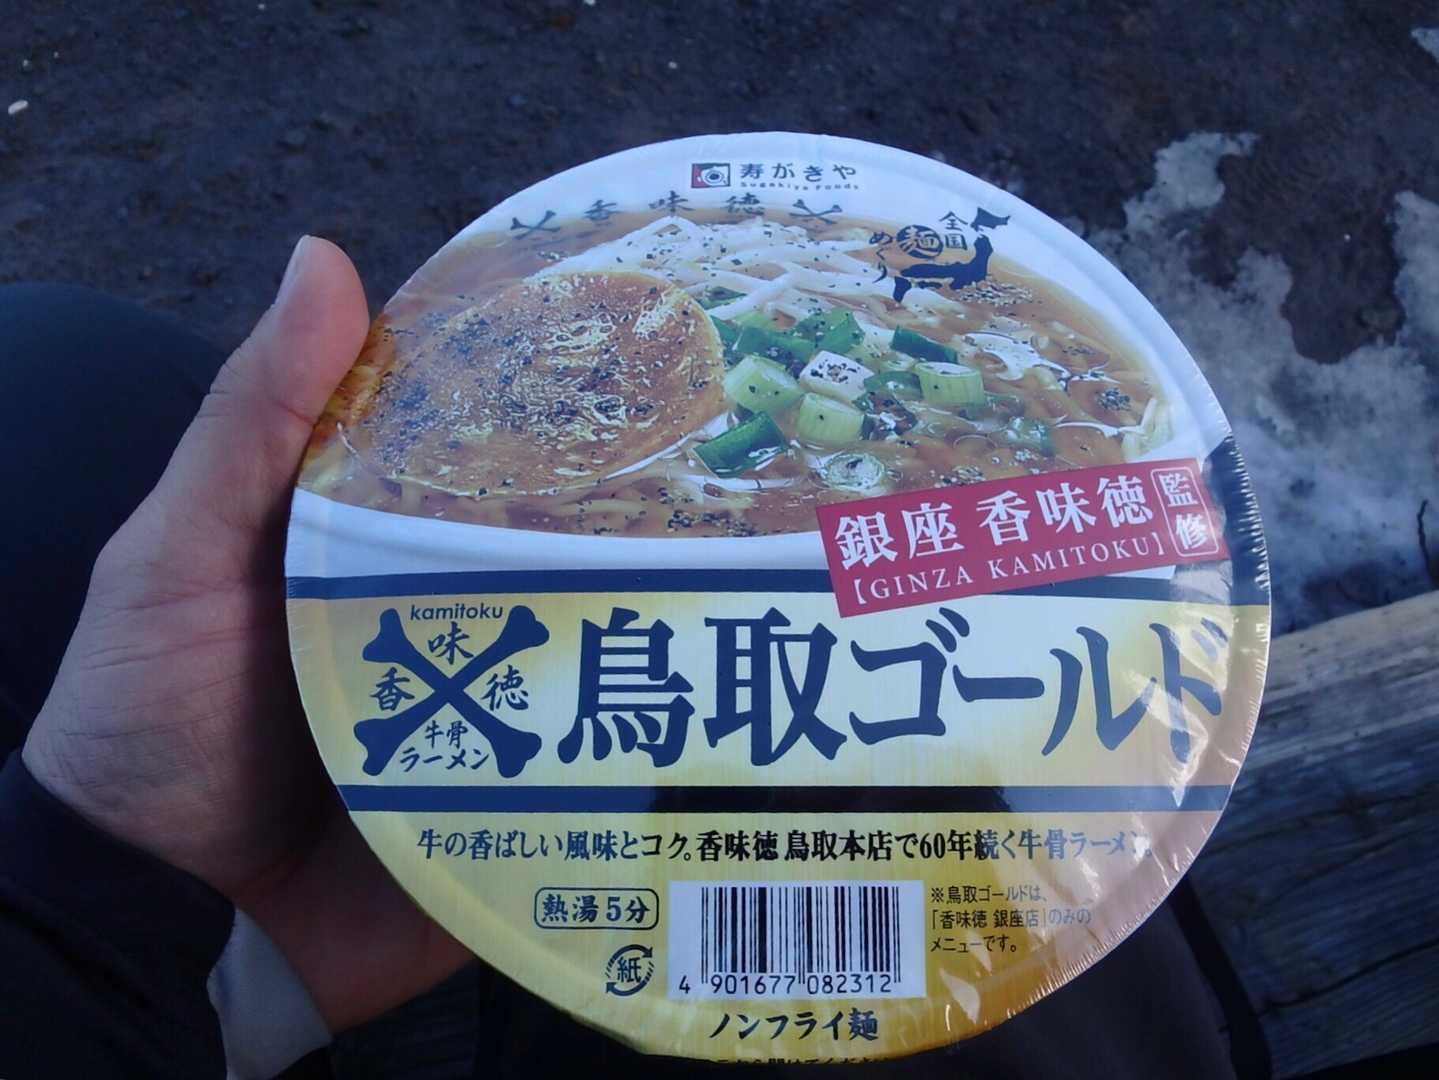 寿がきや
Sugakiya Foods
香味徳
全国
麺
めぐり
銀座 香味徳 監修
【GINZA KAMITOKU】
kamitoku
香味徳
牛骨
ラーメン
鳥取ゴールド
牛の香ばしい風味とコク。香味徳 鳥取本店で60年続く牛骨ラーメン。
熱湯5分
紙
4 901677 082312
※鳥取ゴールドは、
「香味徳 銀座店」のみの
メニューです。
ノンフライ麺